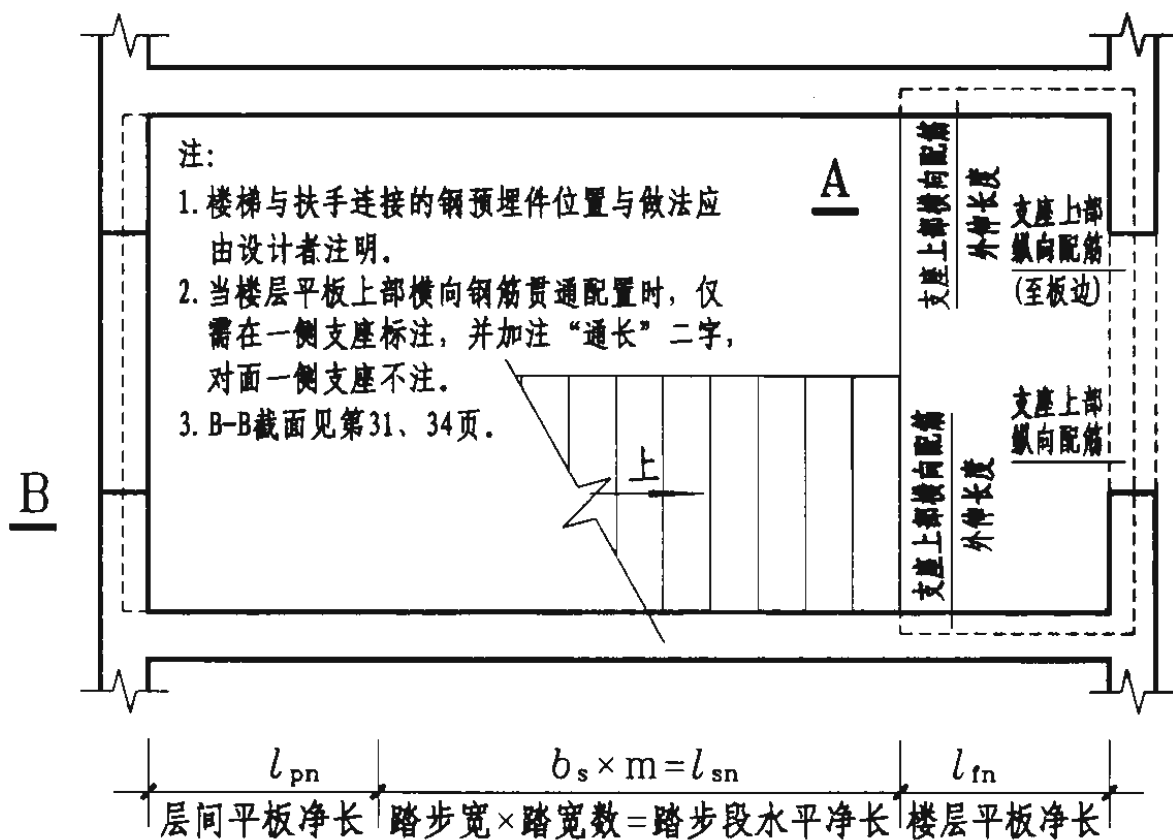 注:
1. 楼梯与扶手连接的钢预埋件位置与做法应
由设计者注明。
2. 当楼层平板上部横向钢筋贯通配置时, 仅
需在一侧支座标注, 并加注“通长”二字,
对面一侧支座不注。
3. B-B截面见第31、34页.
A
支座上部横向配筋
外伸长度
支座上部
纵向配筋
(至板边)
支座上部横向配筋
外伸长度
支座上部
纵向配筋
上
B
lpn
bs×m=lsn
lfn
层间平板净长
踏步宽×踏宽数=踏步段水平净长
楼层平板净长